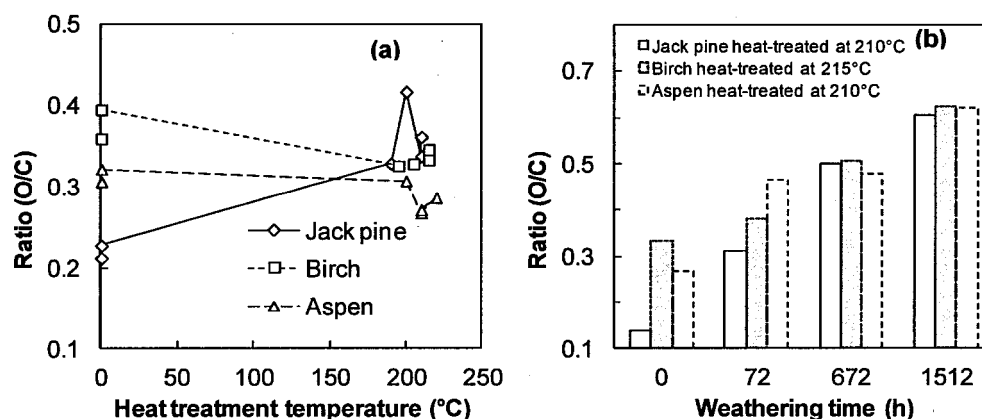 (a)
0.5
0.4
0.3
0.2
0.1
Ratio (O/C)
Jack pine
Birch
Aspen
0 50 100 150 200 250
Heat treatment temperature (°C)
(b)
Jack pine heat-treated at 210°C
Birch heat-treated at 215°C
Aspen heat-treated at 210°C
0.7
0.5
0.3
0.1
Ratio (O/C)
0 72 672 1512
Weathering time (h)